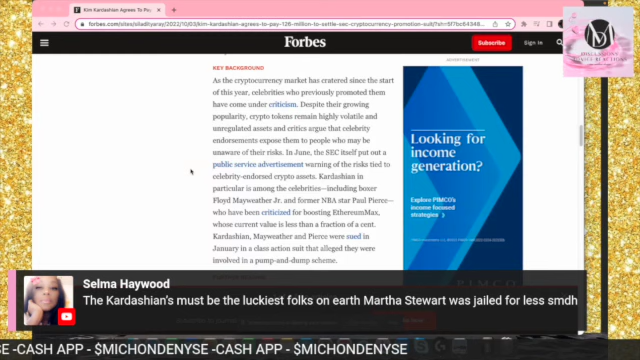 Kim Kardashian Agrees To Pay
forbes.com/sites/siladityaray/2022/10/03/kim-kardashian-agrees-to-pay-126-million-to-settle-sec-cryptocurrency-promotion-suit/?sh=5f7bc64348...
Forbes
Subscribe
Sign In
M
KEY BACKGROUND
As the cryptocurrency market has cratered since the start
of this year, celebrities who previously promoted them
have come under criticism. Despite their growing
popularity, crypto tokens remain highly volatile and
unregulated assets and critics argue that celebrity
endorsements expose them to people who may be
unaware of their risks. In June, the SEC itself put out a
public service advertisement warning of the risks tied to
celebrity-endorsed crypto assets. Kardashian in
particular is among the celebrities—including boxer
Floyd Mayweather Jr. and former NBA star Paul Pierce—
who have been criticized for boosting EthereumMax,
whose current value is less than a fraction of a cent.
Kardashian, Mayweather and Pierce were sued in
January in a class action suit that alleged they were
involved in a pump-and-dump scheme.
ADVERTISEMENT
Looking for
income
generation?
Explore PIMCO's
income focused
strategies >
PIMCO
Selma Haywood
The Kardashian's must be the luckiest folks on earth Martha Stewart was jailed for less smdh
SE -CASH APP - $MICHONDENYSE -CASH APP - $MICHONDENYSE